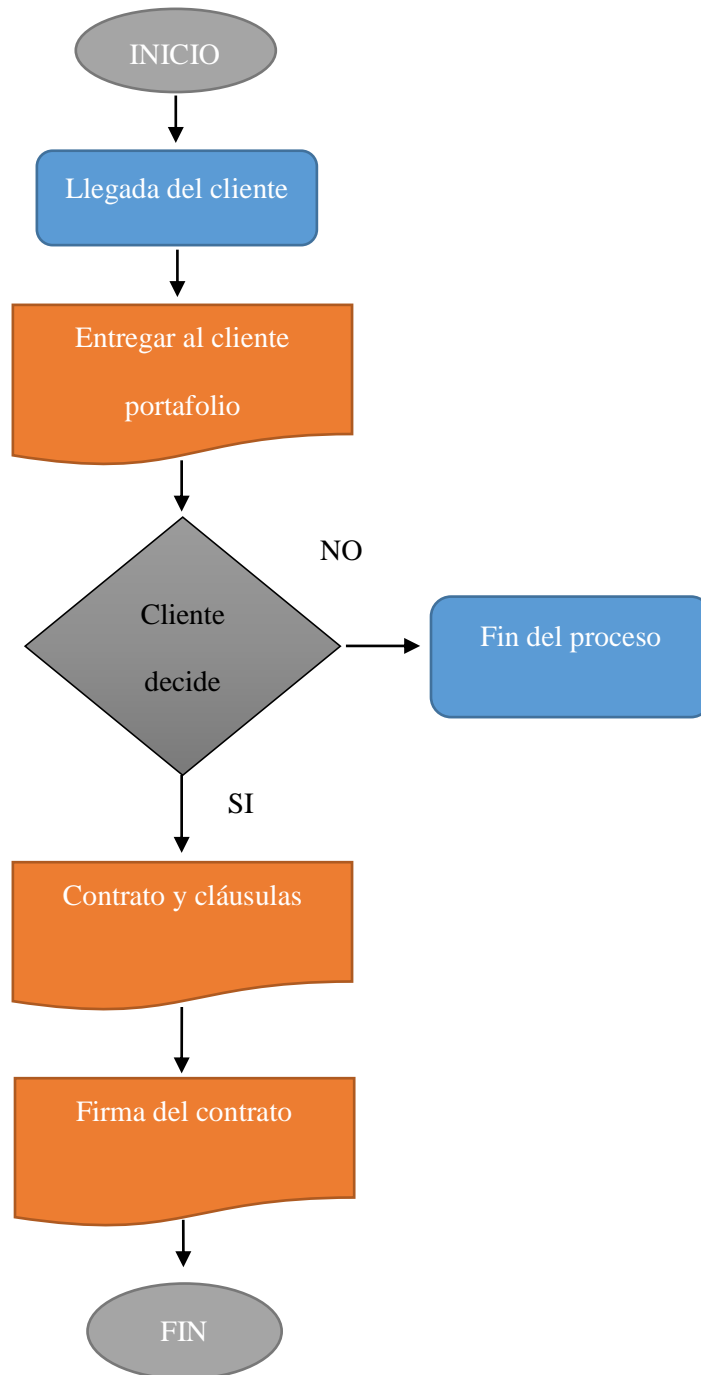 INICIO
Llegada del cliente
Entregar al cliente
portafolio
NO
Cliente
decide
Fin del proceso
SI
Contrato y cláusulas
Firma del contrato
FIN